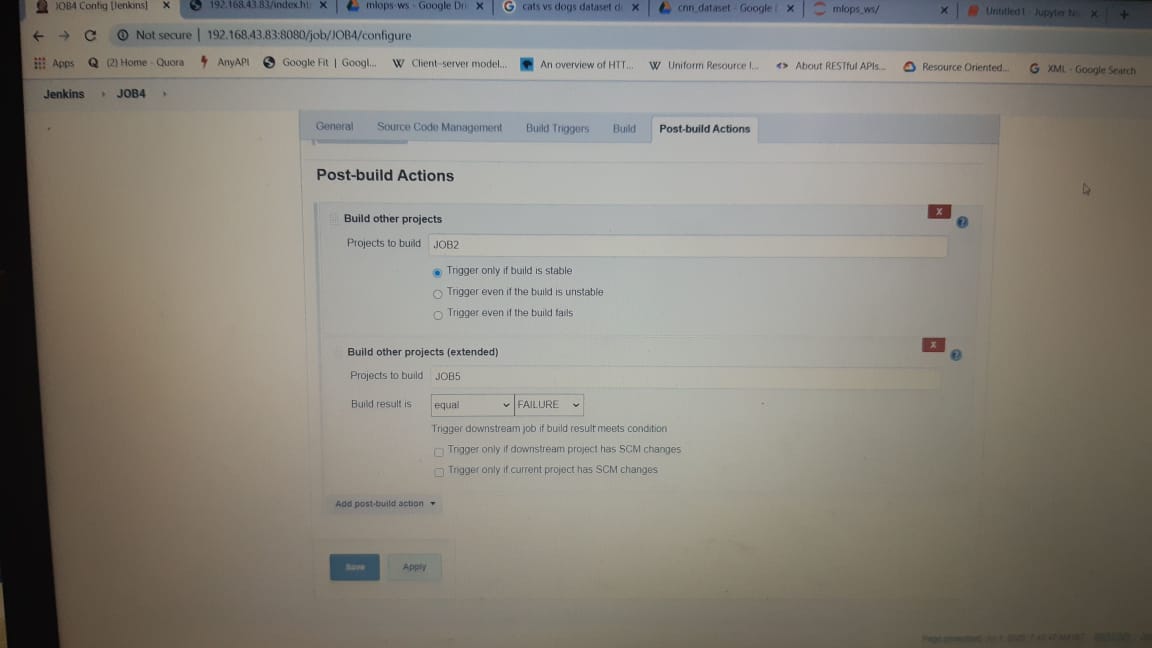 JOB4 Config [Jenkins] × 192.168.43.83/index.ht × mlops-ws - Google Dri × cats vs dogs dataset d × cnn_dataset - Google × mlops_ws/ × Untitled1 - Jupyter × +
Not secure | 192.168.43.83:8080/job/JOB4/configure
Apps (2) Home - Quora AnyAPI Google Fit | Googl... Client–server model... An overview of HTT... Uniform Resource I... About RESTful APIs... Resource Oriented... XML - Google Search
Jenkins JOB4
General Source Code Management Build Triggers Build Post-build Actions
Post-build Actions
Build other projects X
Projects to build JOB2
Trigger only if build is stable
Trigger even if the build is unstable
Trigger even if the build fails
Build other projects (extended) X
Projects to build JOB5
Build result is equal FAILURE
Trigger downstream job if build result meets condition
Trigger only if downstream project has SCM changes
Trigger only if current project has SCM changes
Add post-build action
Save Apply